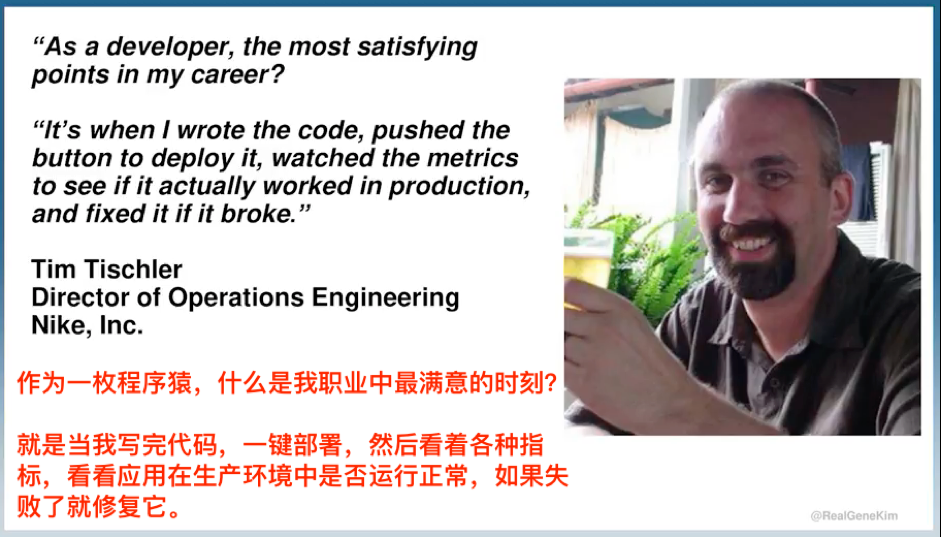 “As a developer, the most satisfying
points in my career?
“It’s when I wrote the code, pushed the
button to deploy it, watched the metrics
to see if it actually worked in production,
and fixed it if it broke.”
Tim Tischler
Director of Operations Engineering
Nike, Inc.
作为一枚程序猿，什么是我职业中最满意的时刻?
就是当我写完代码，一键部署，然后看着各种指
标，看看应用在生产环境中是否运行正常，如果失
败了就修复它。
@RealGeneKim